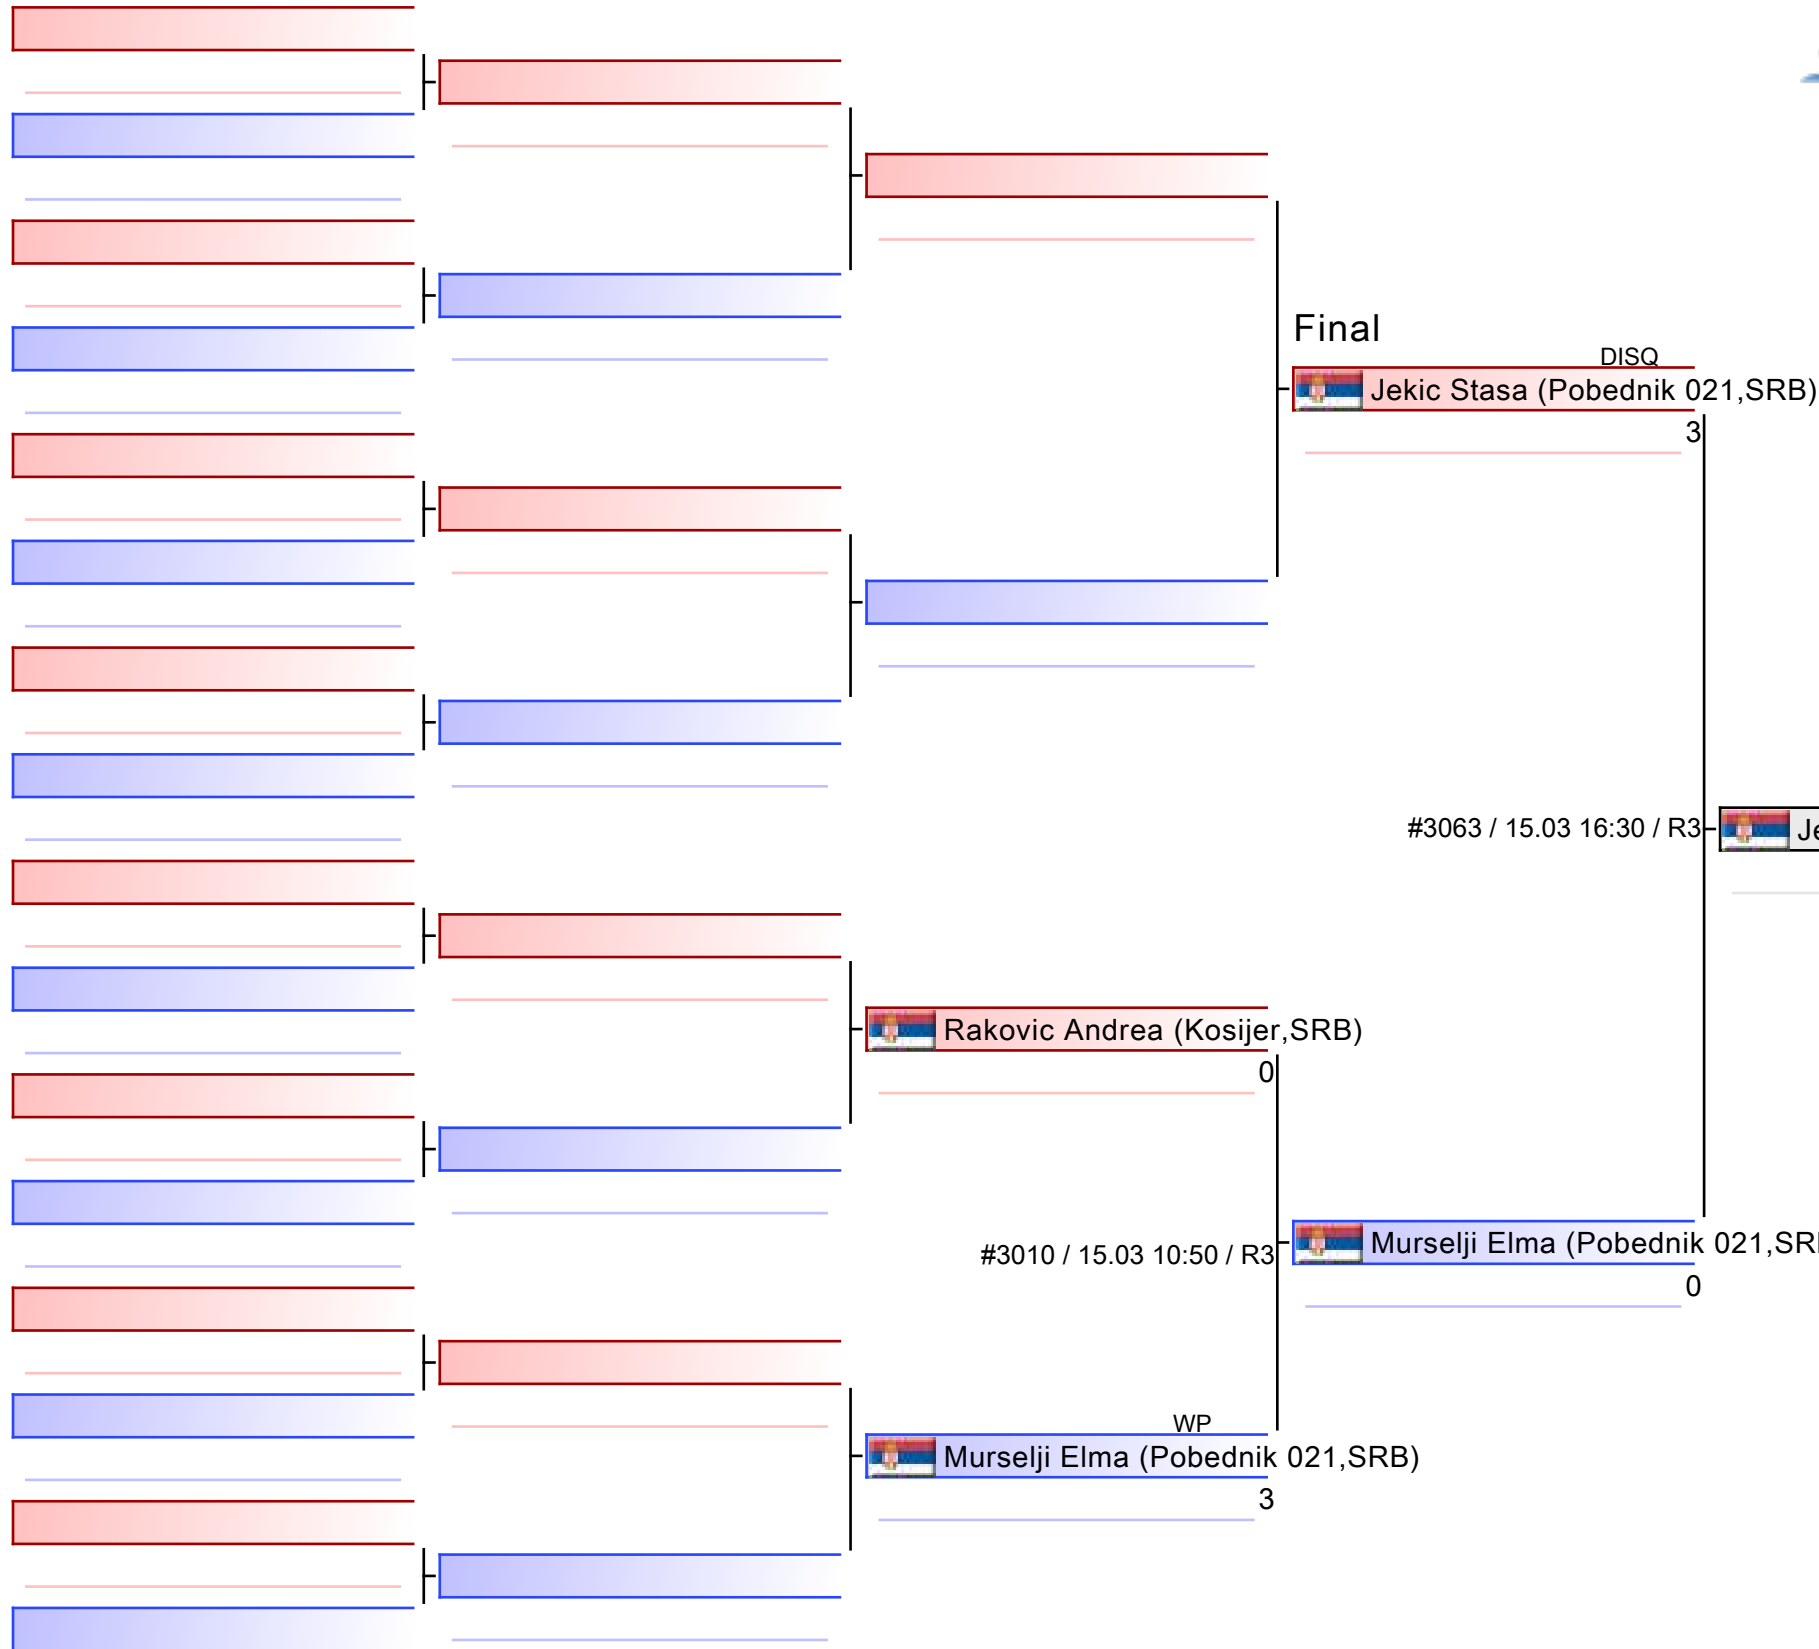 Final
DISQ
Jekic Stasa (Pobednik 021,SRB)
3
#3063 / 15.03 16:30 / R3
Je
Rakovic Andrea (Kosijer,SRB)
0
#3010 / 15.03 10:50 / R3
Murselji Elma (Pobednik 021,SR
0
WP
Murselji Elma (Pobednik 021,SRB)
3